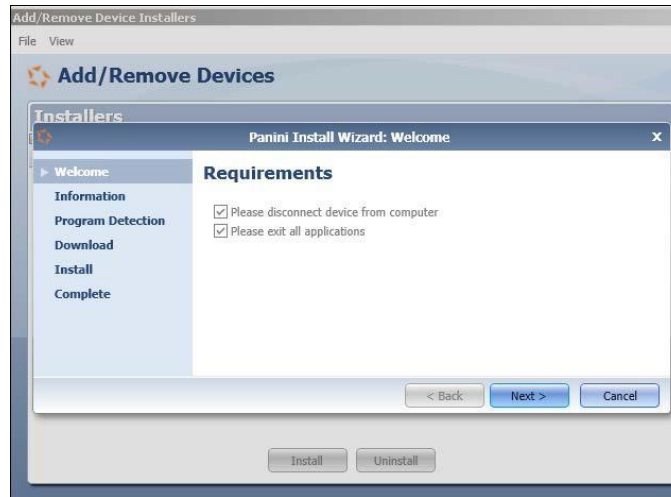 Add/Remove Device Installers
File View
Add/Remove Devices
Installers
Panini Install Wizard: Welcome x
Welcome
Information
Program Detection
Download
Install
Complete
Requirements
Please disconnect device from computer
Please exit all applications
< Back Next > Cancel
Install Uninstall